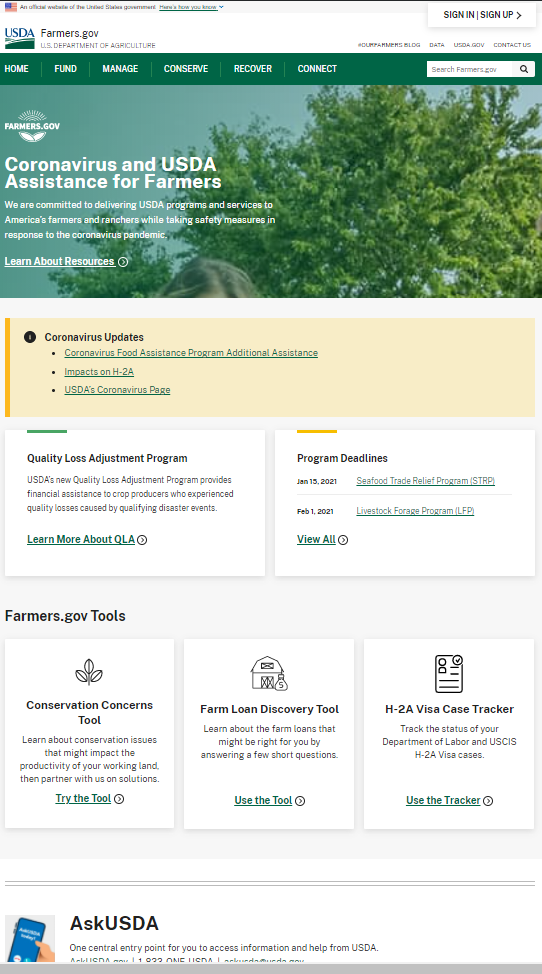 An official website of the United States government Here's how you know
SIGN IN | SIGN UP
USDA
Farmers.gov
U.S. DEPARTMENT OF AGRICULTURE
#OURFARMERS BLOG DATA USDA.GOV CONTACT US
HOME FUND MANAGE CONSERVE RECOVER CONNECT
Search Farmers.gov
FARMERS.GOV
Coronavirus and USDA
Assistance for Farmers
We are committed to delivering USDA programs and services to
America's farmers and ranchers while taking safety measures in
response to the coronavirus pandemic.
Learn About Resources
Coronavirus Updates
Coronavirus Food Assistance Program Additional Assistance
Impacts on H-2A
USDA's Coronavirus Page
Quality Loss Adjustment Program
USDA's new Quality Loss Adjustment Program provides
financial assistance to crop producers who experienced
quality losses caused by qualifying disaster events.
Learn More About QLA
Program Deadlines
Jan 15, 2021 Seafood Trade Relief Program (STRP)
Feb 1, 2021 Livestock Forage Program (LFP)
View All
Farmers.gov Tools
Conservation Concerns
Tool
Learn about conservation issues
that might impact the
productivity of your working land,
then partner with us on solutions.
Try the Tool
Farm Loan Discovery Tool
Learn about the farm loans that
might be right for you by
answering a few short questions.
Use the Tool
H-2A Visa Case Tracker
Track the status of your
Department of Labor and USCIS
H-2A Visa cases.
Use the Tracker
AskUSDA
today!
AskUSDA
One central entry point for you to access information and help from USDA.
AskUSDA.gov | 1-833-ONE-USDA | askusda@usda.gov